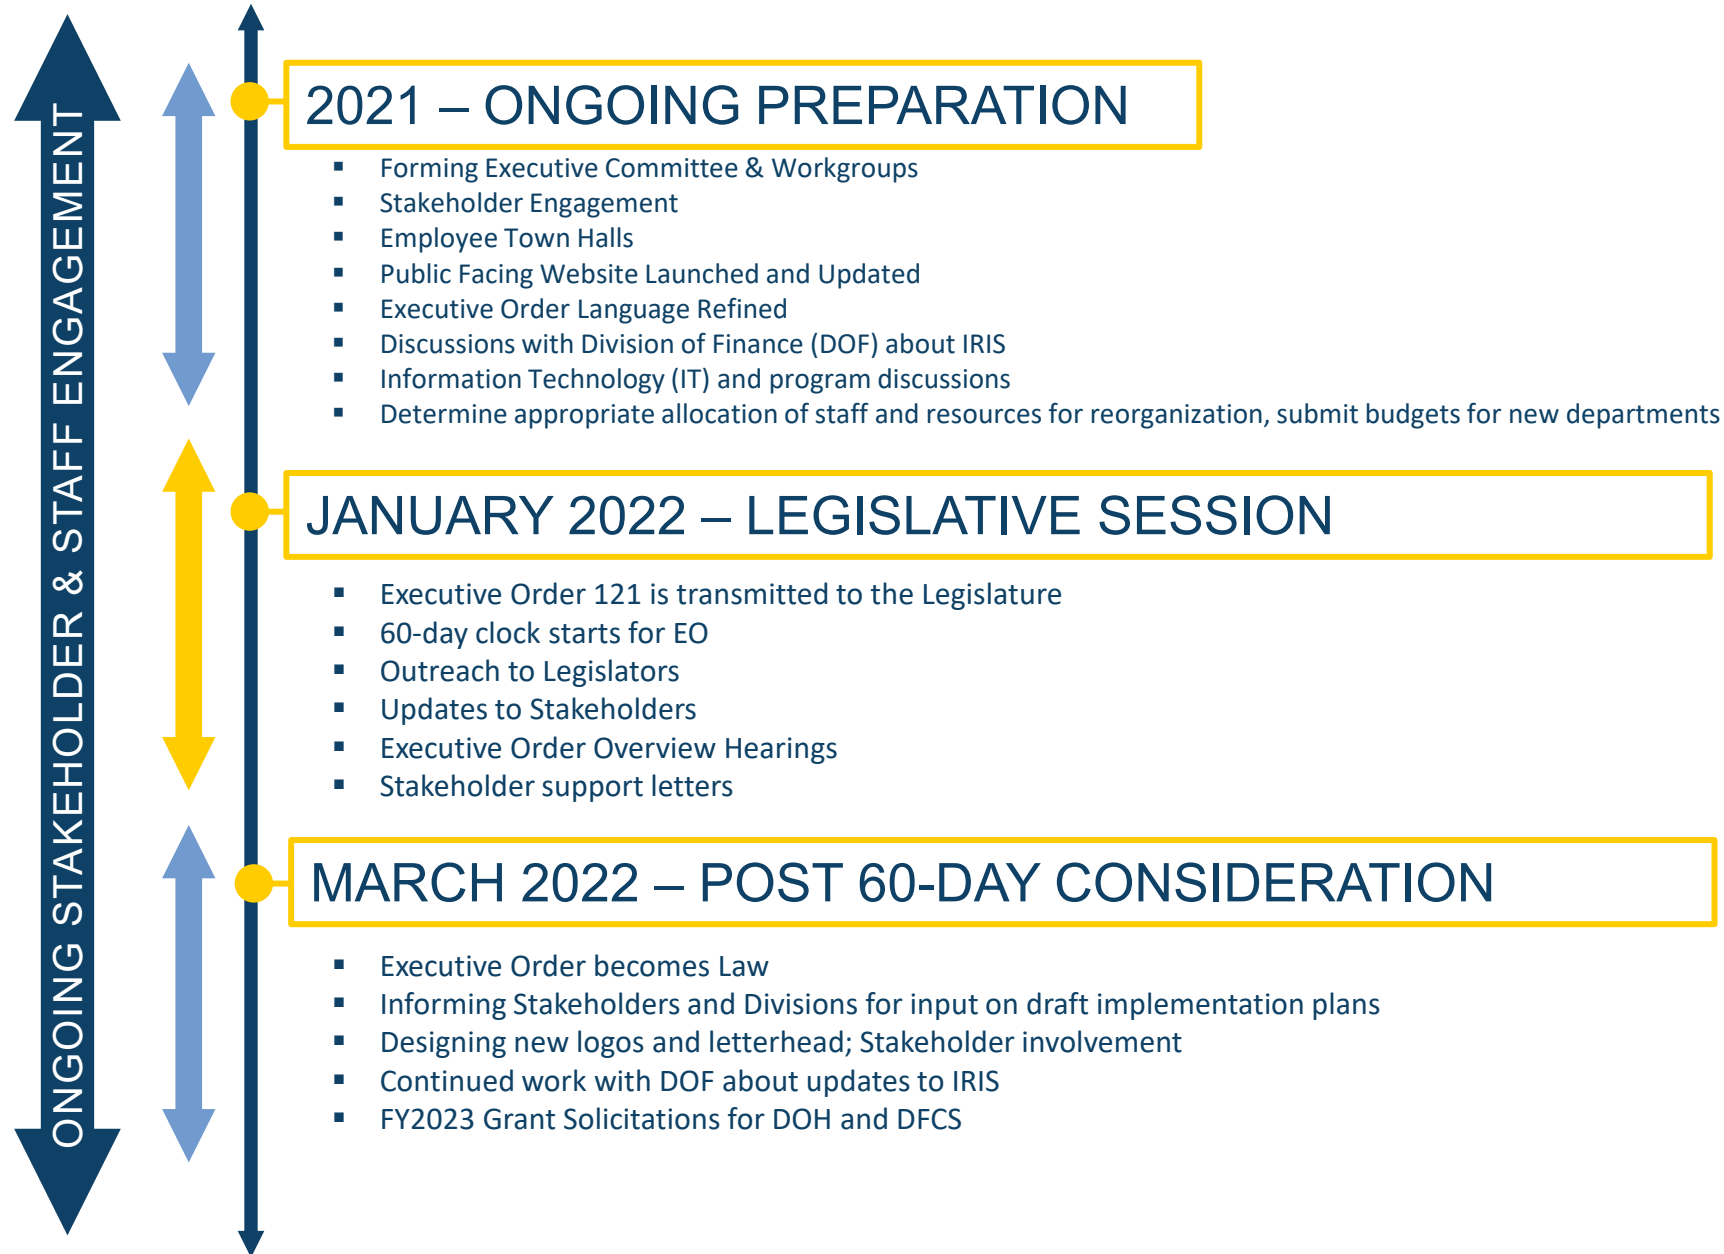 ONGOING STAKEHOLDER & STAFF ENGAGEMENT
2021 – ONGOING PREPARATION
▪ Forming Executive Committee & Workgroups
▪ Stakeholder Engagement
▪ Employee Town Halls
▪ Public Facing Website Launched and Updated
▪ Executive Order Language Refined
▪ Discussions with Division of Finance (DOF) about IRIS
▪ Information Technology (IT) and program discussions
▪ Determine appropriate allocation of staff and resources for reorganization, submit budgets for new departments
JANUARY 2022 – LEGISLATIVE SESSION
▪ Executive Order 121 is transmitted to the Legislature
▪ 60-day clock starts for EO
▪ Outreach to Legislators
▪ Updates to Stakeholders
▪ Executive Order Overview Hearings
▪ Stakeholder support letters
MARCH 2022 – POST 60-DAY CONSIDERATION
▪ Executive Order becomes Law
▪ Informing Stakeholders and Divisions for input on draft implementation plans
▪ Designing new logos and letterhead; Stakeholder involvement
▪ Continued work with DOF about updates to IRIS
▪ FY2023 Grant Solicitations for DOH and DFCS